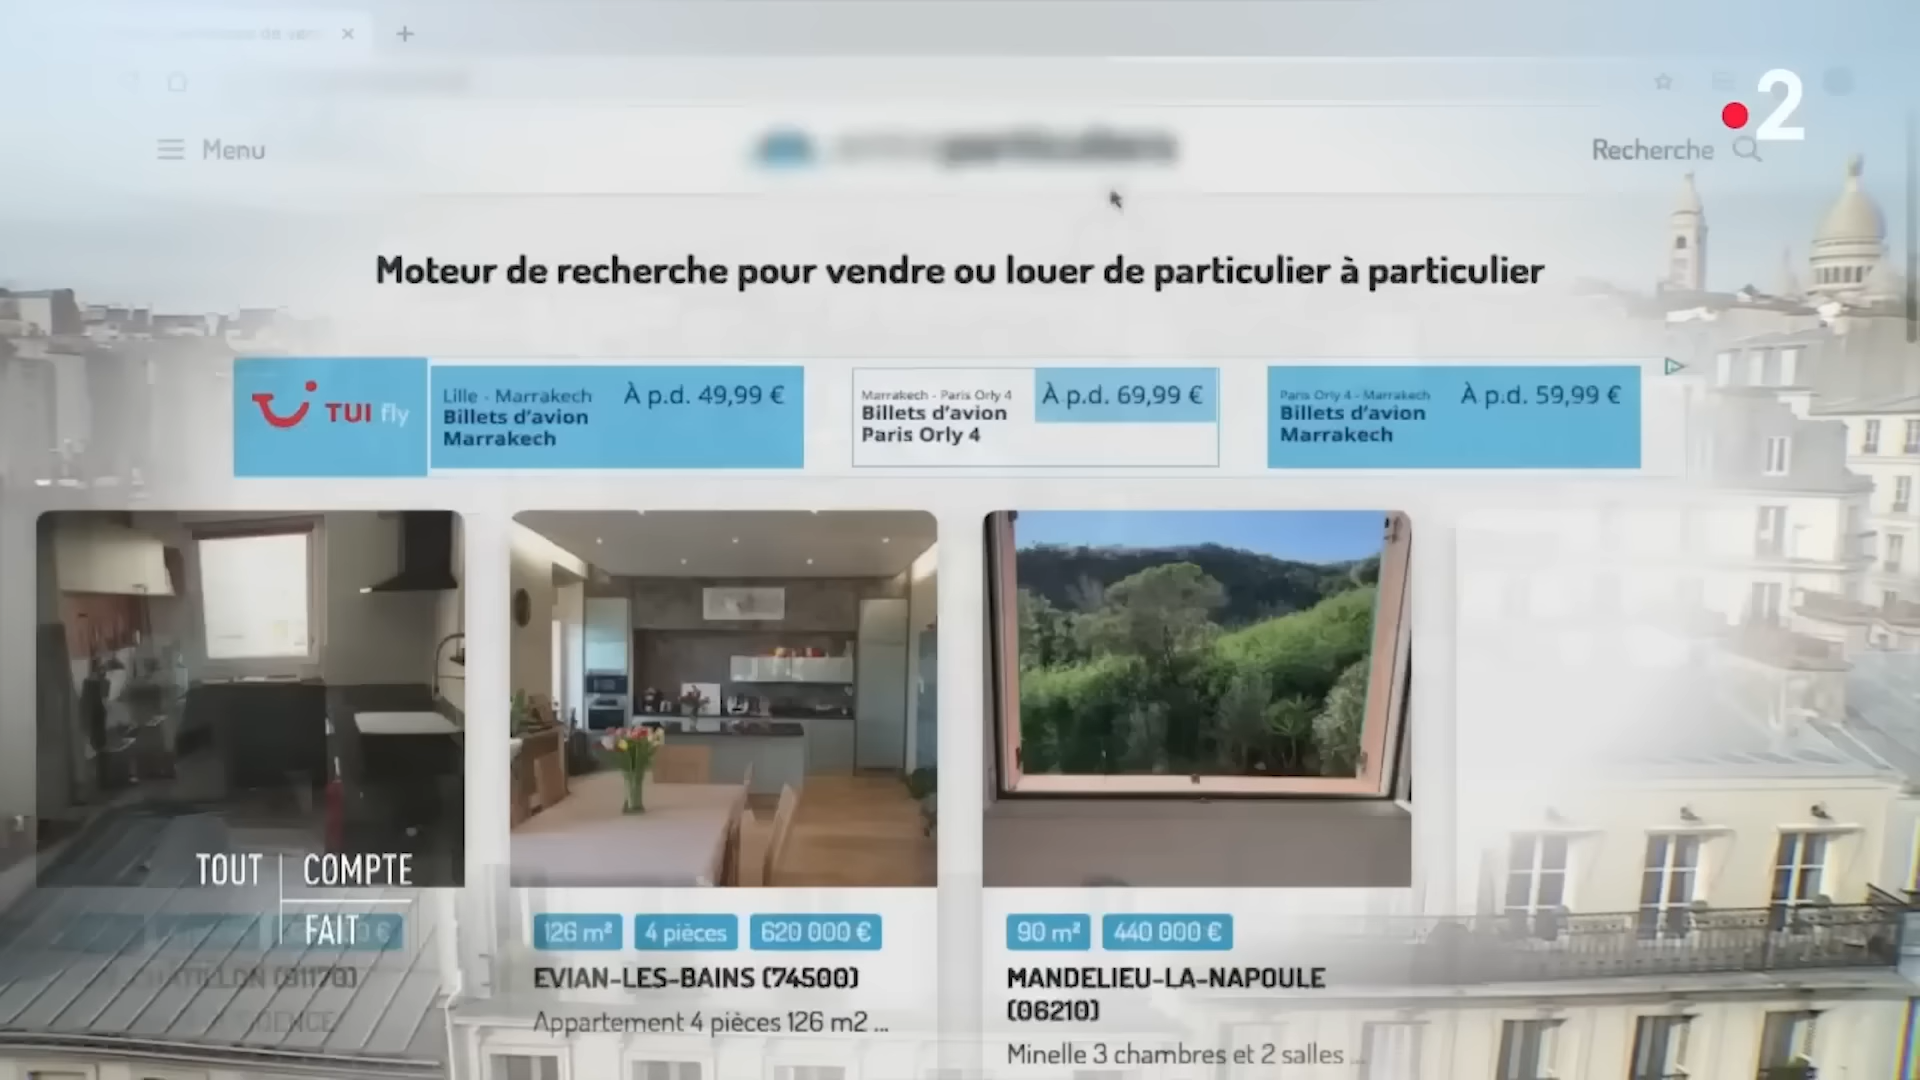 2
Menu
Recherche
Moteur de recherche pour vendre ou louer de particulier à particulier
TUI fly
Lille - Marrakech
Billets d'avion
Marrakech
À p.d. 49,99 €
Marrakech - Paris Orly 4
Billets d'avion
Paris Orly 4
À p.d. 69,99 €
Paris Orly 4 - Marrakech
Billets d'avion
Marrakech
À p.d. 59,99 €
TOUT COMPTE
FAIT
(91170)
126 m² 4 pièces 620 000 €
EVIAN-LES-BAINS (74500)
Appartement 4 pièces 126 m2 ...
90 m² 440 000 €
MANDELIEU-LA-NAPOULE
(06210)
Minelle 3 chambres et 2 salles ...